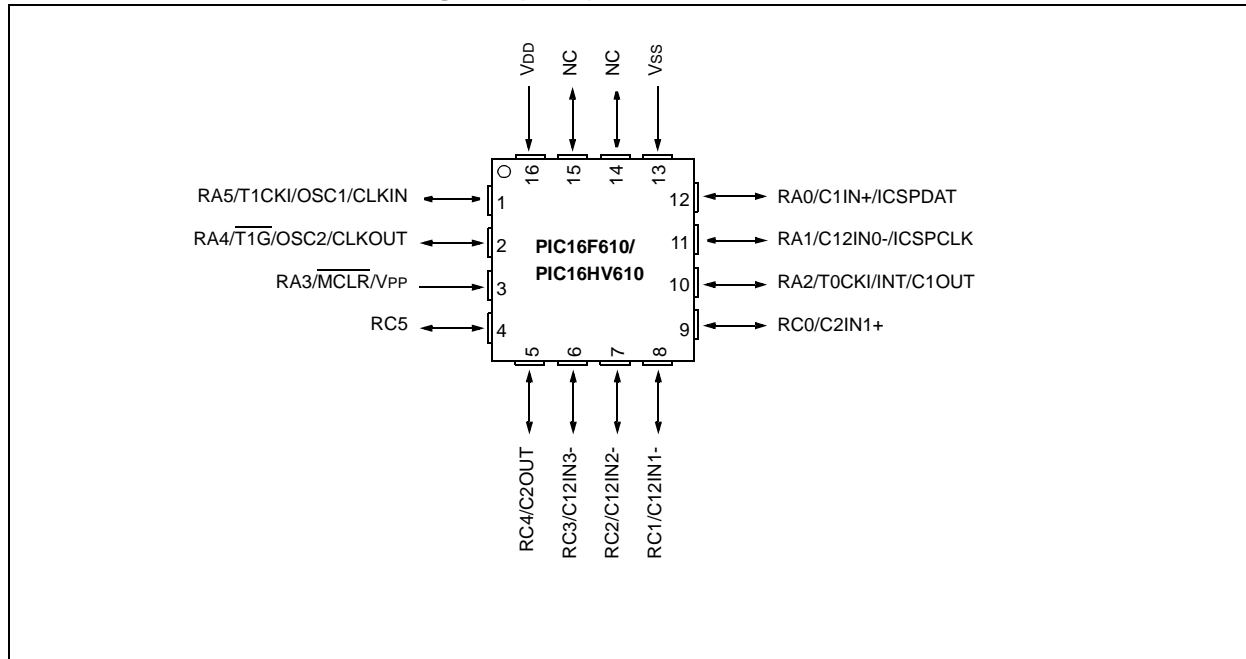 VDD
NC
NC
VSS
16
15
14
13
RA5/T1CKI/OSC1/CLKIN
1
RA4/T1G/OSC2/CLKOUT
2
RA3/MCLR/VPP
3
RC5
4
PIC16F610/
PIC16HV610
12
RA0/C1IN+/ICSPDAT
11
RA1/C12IN0-/ICSPCLK
10
RA2/T0CKI/INT/C1OUT
9
RC0/C2IN1+
5
6
7
8
RC4/C2OUT
RC3/C12IN3-
RC2/C12IN2-
RC1/C12IN1-